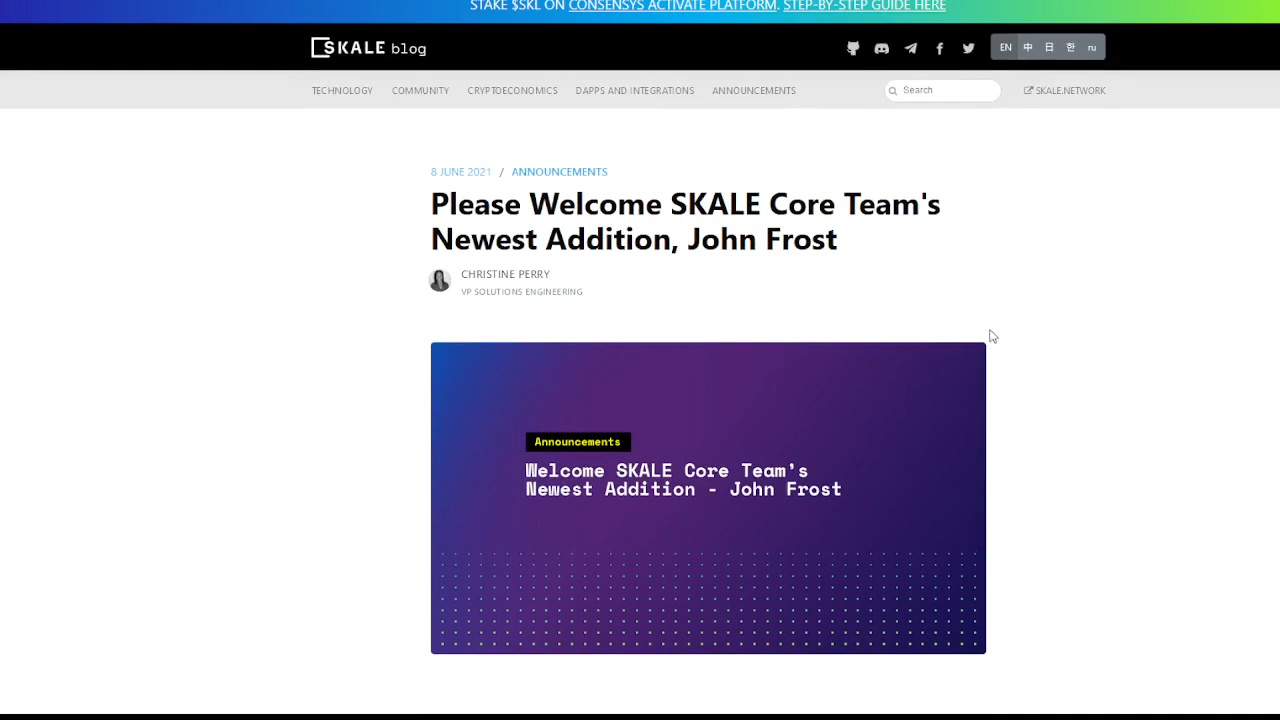 STAKE $SKL ON CONSENSYS ACTIVATE PLATFORM. STEP-BY-STEP GUIDE HERE
SKALE blog
EN 中 日 한 ru
TECHNOLOGY COMMUNITY CRYPTOECONOMICS DAPPS AND INTEGRATIONS ANNOUNCEMENTS Search SKALE.NETWORK
8 JUNE 2021 / ANNOUNCEMENTS
Please Welcome SKALE Core Team's
Newest Addition, John Frost
CHRISTINE PERRY
VP SOLUTIONS ENGINEERING
Announcements
Welcome SKALE Core Team's
Newest Addition - John Frost